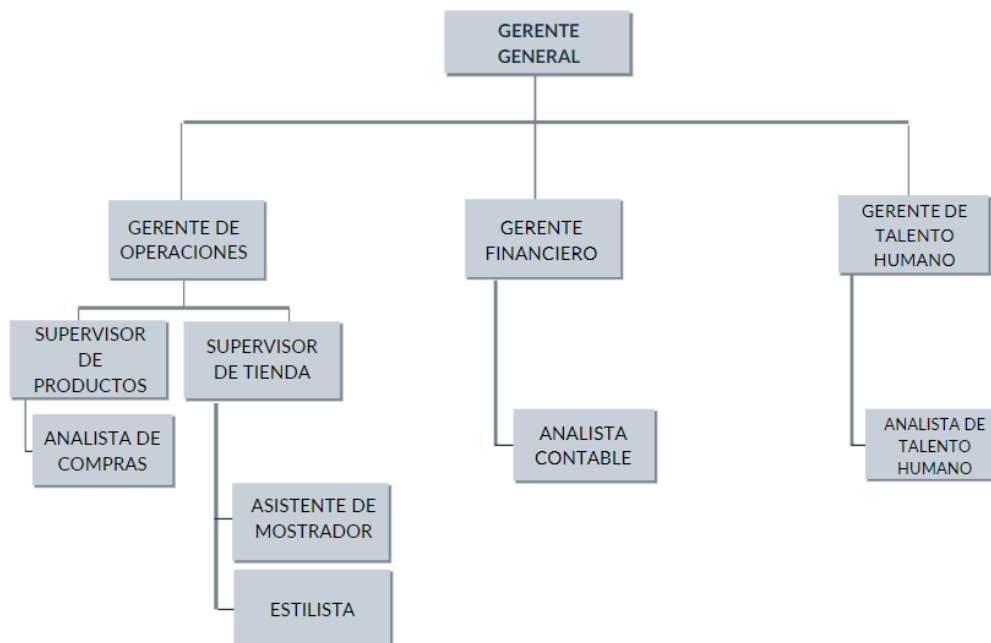 GERENTE
GENERAL
GERENTE DE
OPERACIONES
GERENTE
FINANCIERO
GERENTE DE
TALENTO
HUMANO
SUPERVISOR
DE
PRODUCTOS
SUPERVISOR
DE TIENDA
ANALISTA DE
COMPRAS
ANALISTA
CONTABLE
ANALISTA DE
TALENTO
HUMANO
ASISTENTE DE
MOSTRADOR
ESTILISTA